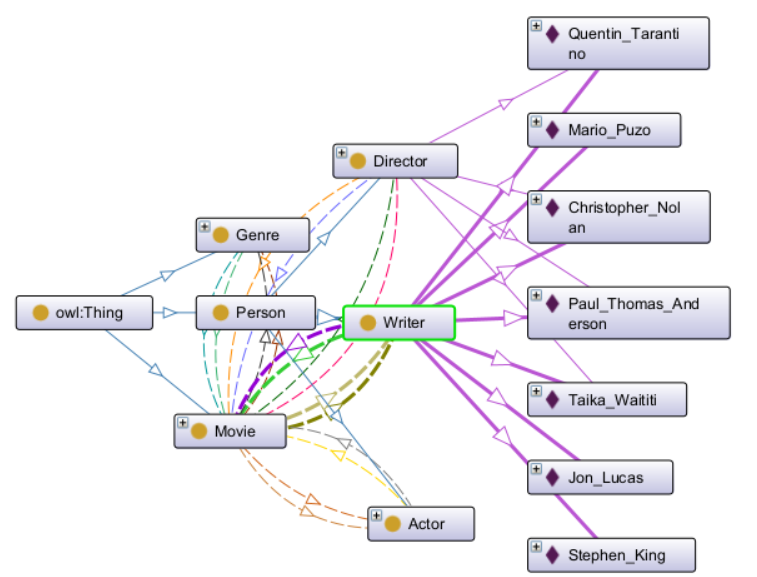 Quentin_Taranti
no
Mario_Puzo
Director
Christopher_Nol
an
Genre
owl:Thing
Person
Writer
Paul_Thomas_And
erson
Taika_Waititi
Movie
Jon_Lucas
Actor
Stephen_King